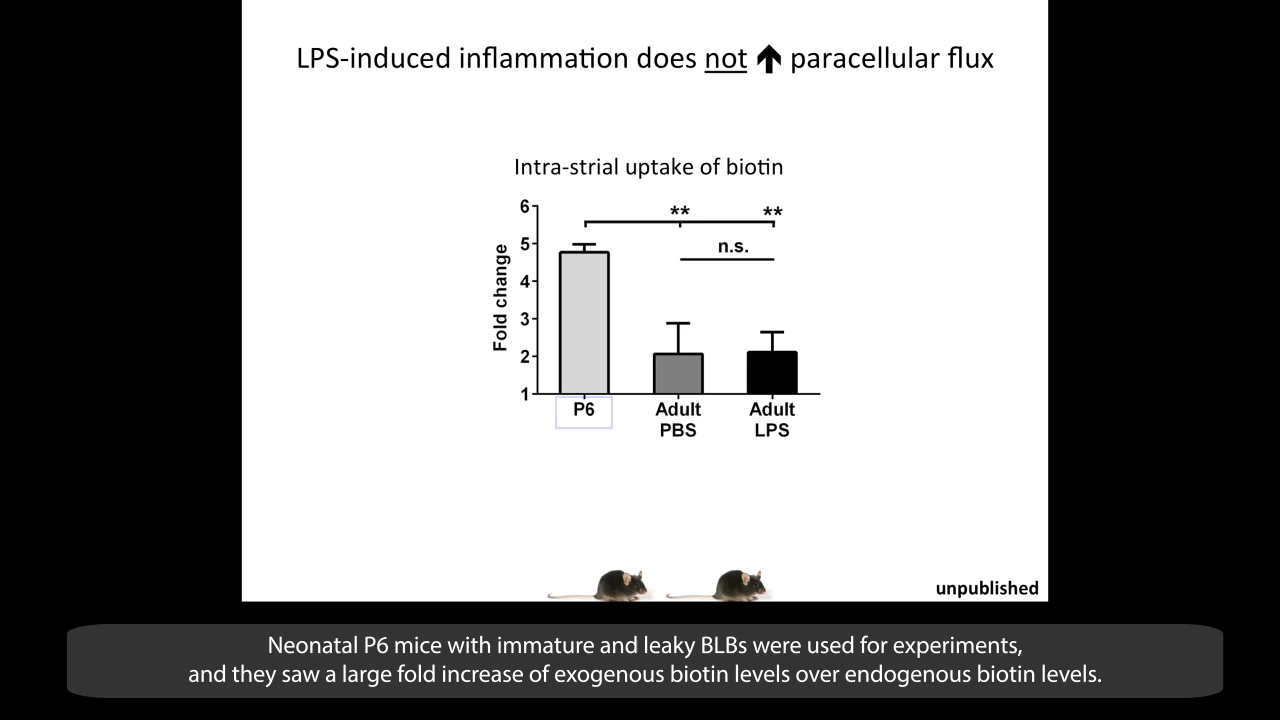 LPS-induced inflammation does not ↑ paracellular flux
Intra-strial uptake of biotin
Fold change
6
5
4
3
2
1
**
**
n.s.
P6
Adult
PBS
Adult
LPS
unpublished
Neonatal P6 mice with immature and leaky BLBs were used for experiments,
and they saw a large fold increase of exogenous biotin levels over endogenous biotin levels.